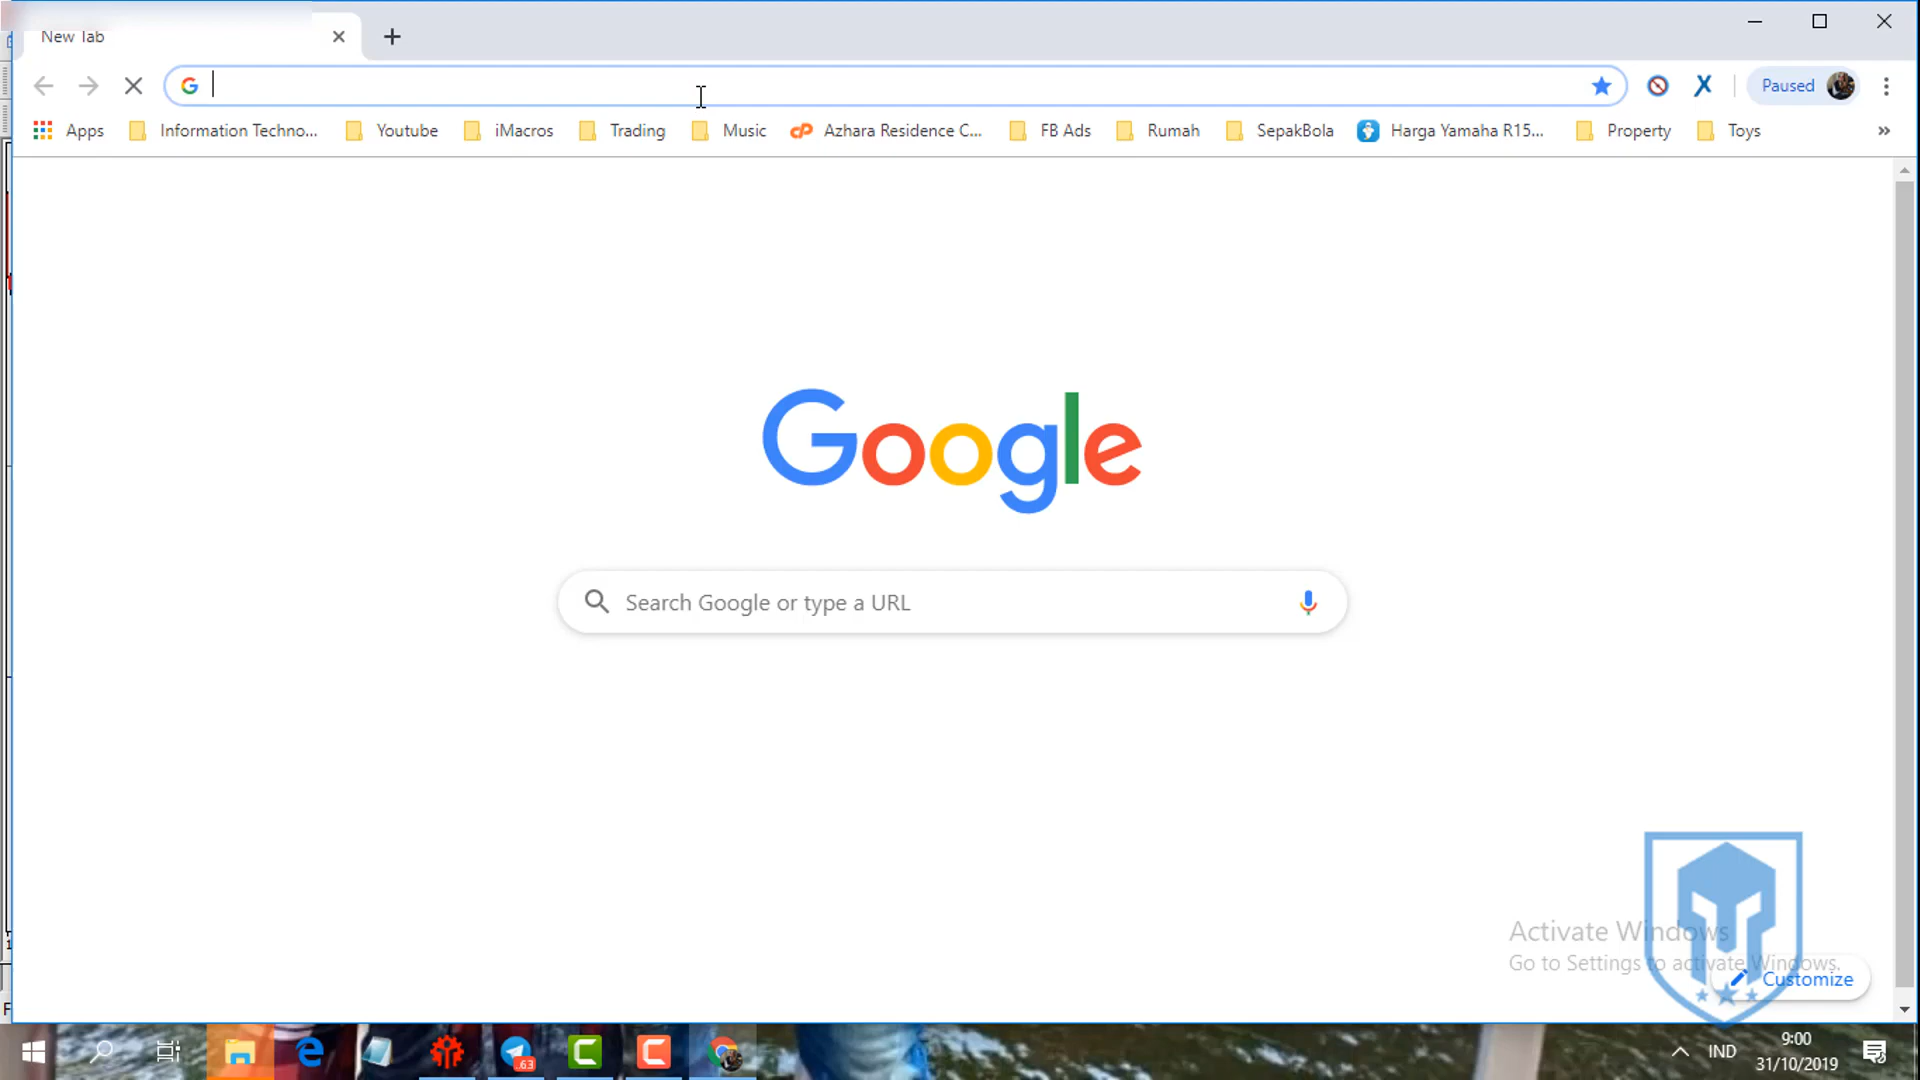 New Tab
Paused
Apps
Information Techno...
Youtube
iMacros
Trading
Music
cP Azhara Residence C...
FB Ads
Rumah
SepakBola
Harga Yamaha R15...
Property
Toys
»
Google
Search Google or type a URL
Activate Windows
Go to Settings to activate Windows.
Customize
63
IND
9:00
31/10/2019